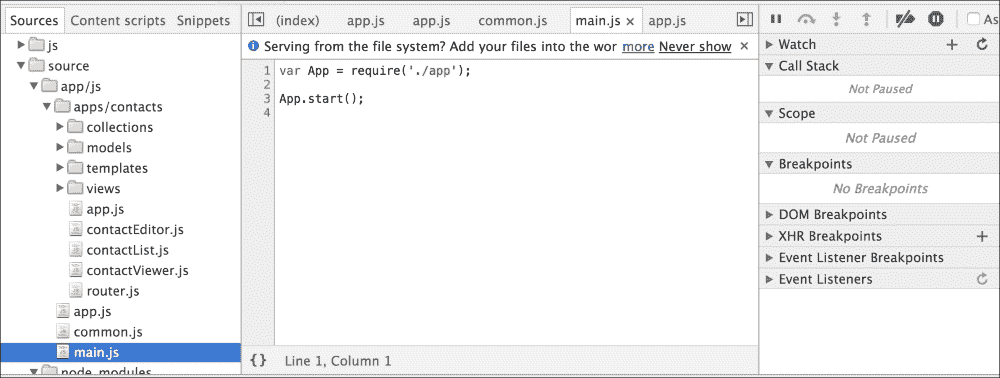 Sources Content scripts Snippets
js
source
app/js
apps/contacts
collections
models
templates
views
app.js
contactEditor.js
contactList.js
contactViewer.js
router.js
app.js
common.js
main.js
node_modules
(index) app.js app.js common.js main.js × app.js
Serving from the file system? Add your files into the wor more Never show ×
1 var App = require('./app');
2
3 App.start();
4
{} Line 1, Column 1
As
Watch
Call Stack
Not Paused
Scope
Not Paused
Breakpoints
No Breakpoints
DOM Breakpoints
XHR Breakpoints
Event Listener Breakpoints
Event Listeners